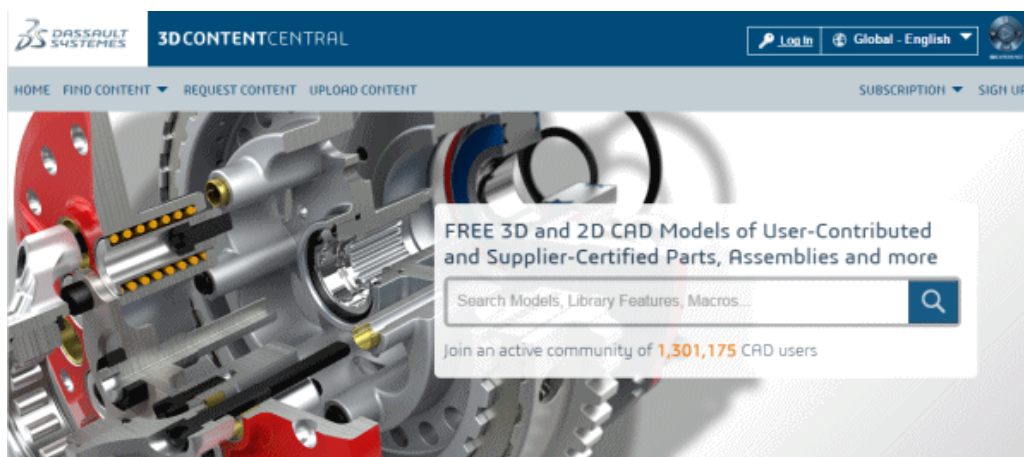 DASSAULT
SYSTEMES
3DCONTENTCENTRAL
Log In
Global - English
HOME FIND CONTENT REQUEST CONTENT UPLOAD CONTENT SUBSCRIPTION SIGN UP
FREE 3D and 2D CAD Models of User-Contributed
and Supplier-Certified Parts, Assemblies and more
Search Models, Library Features, Macros...
Join an active community of 1,301,175 CAD users